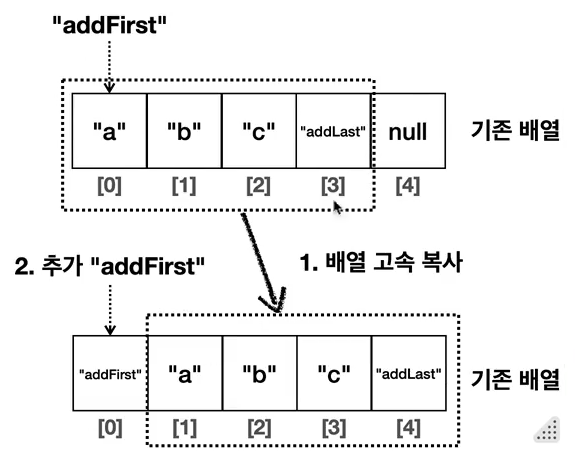 "addFirst"
"a" "b" "c" "addLast" null 기존 배열
[0] [1] [2] [3] [4]
2. 추가 "addFirst" 1. 배열 고속 복사
"addFirst" "a" "b" "c" "addLast" 기존 배열
[0] [1] [2] [3] [4]